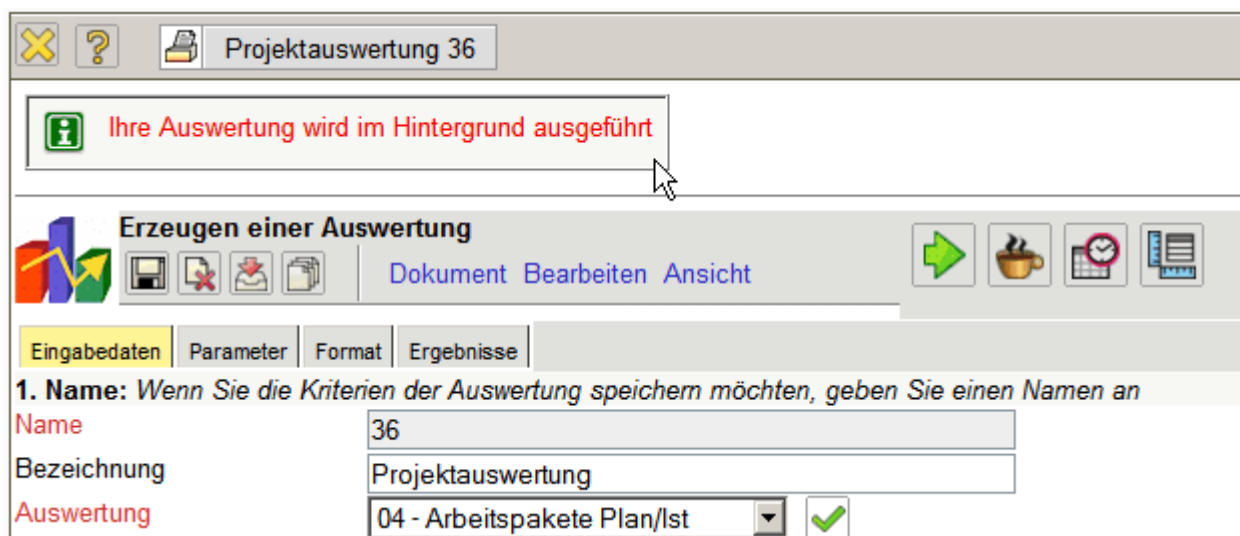 Projektauswertung 36
Ihre Auswertung wird im Hintergrund ausgeführt
Erzeugen einer Auswertung
Dokument Bearbeiten Ansicht
Eingabedaten Parameter Format Ergebnisse
1. Name: Wenn Sie die Kriterien der Auswertung speichern möchten, geben Sie einen Namen an
Name 36
Bezeichnung Projektauswertung
Auswertung 04 - Arbeitspakete Plan/Ist